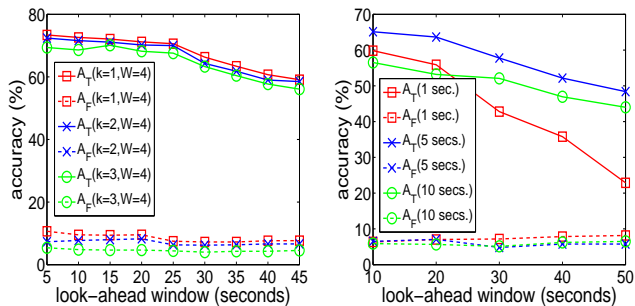 80
60
40
20
0
accuracy (%)
A_T(k=1,W=4)
A_F(k=1,W=4)
A_T(k=2,W=4)
A_F(k=2,W=4)
A_T(k=3,W=4)
A_F(k=3,W=4)
5 10 15 20 25 30 35 40 45
look-ahead window (seconds)
70
60
50
40
30
20
10
0
accuracy (%)
A_T(1 sec.)
A_F(1 sec.)
A_T(5 secs.)
A_F(5 secs.)
A_T(10 secs.)
A_F(10 secs.)
10 20 30 40 50
look-ahead window (seconds)